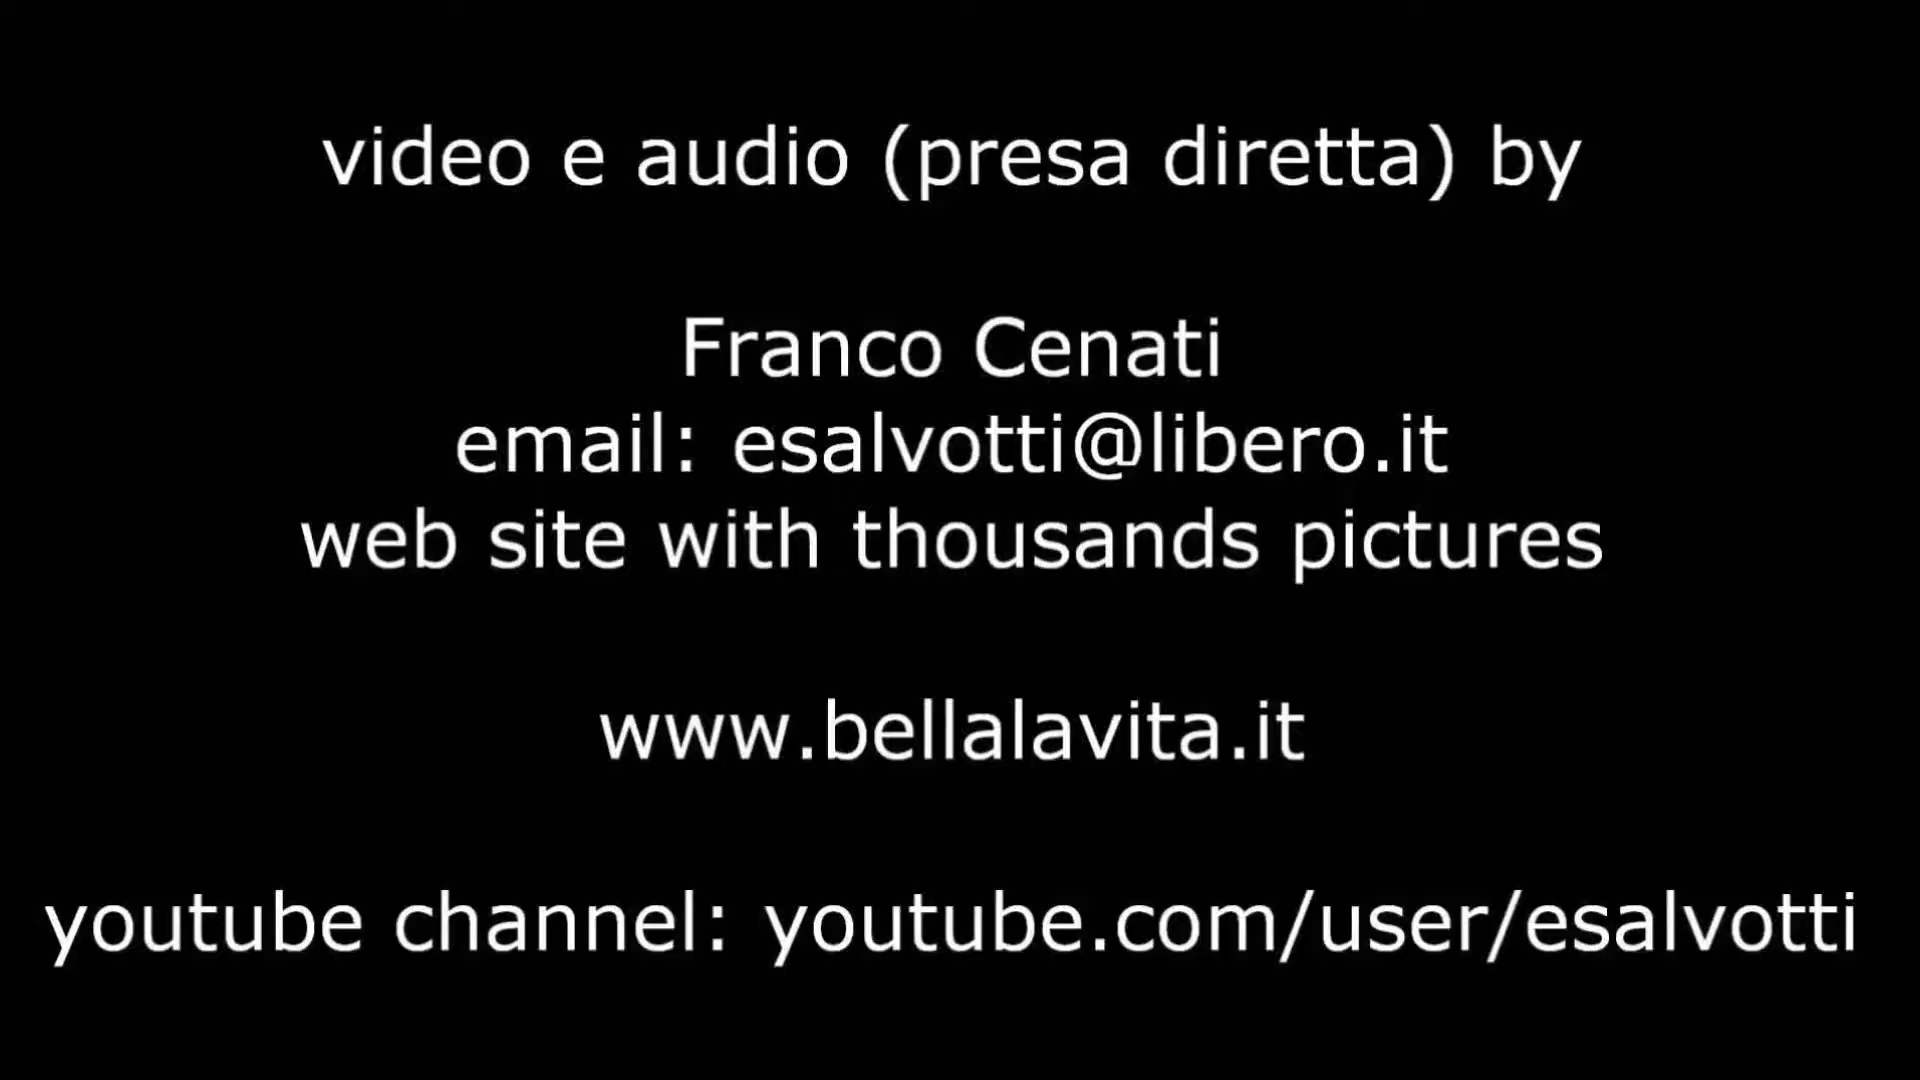 video e audio (presa diretta) by
Franco Cenati
email: esalvotti@libero.it
web site with thousands pictures
www.bellalavita.it
youtube channel: youtube.com/user/esalvotti